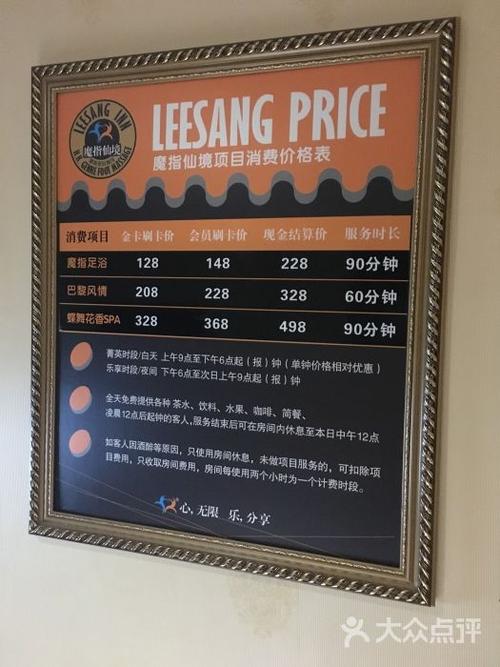 LEESANG INN
魔指仙境
H.K. GENRE FOOT MASSAGE
LEESANG PRICE
魔指仙境项目消费价格表
消费项目 金卡刷卡价 会员刷卡价 现金结算价 服务时长
魔指足浴 128 148 228 90分钟
巴黎风情 208 228 328 60分钟
蝶舞花香SPA 328 368 498 90分钟
菁英时段/白天 上午9点至下午6点起（报）钟（单钟价格相对优惠）
乐享时段/夜间 下午6点至次日上午9点起（报）钟
全天免费提供各种 茶水、饮料、水果、咖啡、简餐、
凌晨12点后起钟的客人,服务结束后可在房间内休息至本日中午12点
如客人因酒醉等原因，只使用房间休息，未做项目服务的，可扣除项
目费用，只收取房间费用，房间每使用两个小时为一个计费时段。
心,无限 乐,分享
大众点评